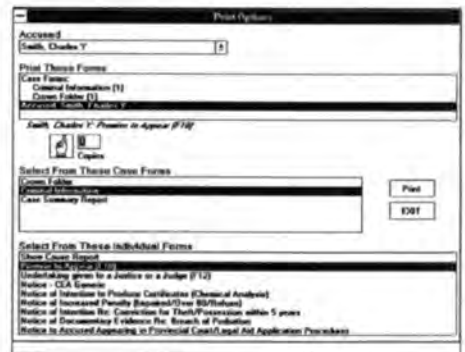 Print Options
Accused
Smith, Charles Y
Print These Forms
Case Forms:
Criminal Information [1]
Crown Folder [1]
Accused: Smith, Charles Y
Smith, Charles Y: Promise to Appear [F10]
0
Copies
Select From These Case Forms
Crown Folder
Criminal Information
Case Summary Report
Print
EXIT
Select From These Individual Forms
Show Cause Report
Promise to Appear [F10]
Undertaking given to a Justice or a Judge (F12)
Notice - CEA Generic
Notice of Intention to Produce Certificates (Chemical Analysis)
Notice of Increased Penalty (Impaired/Over 80/Refuse)
Notice of Intention Re: Conviction for Theft/Possession within 5 years
Notice of Documentary Evidence Re: Breach of Probation
Notice to Accused Appearing in Provincial Court/Legal Aid Application Procedures